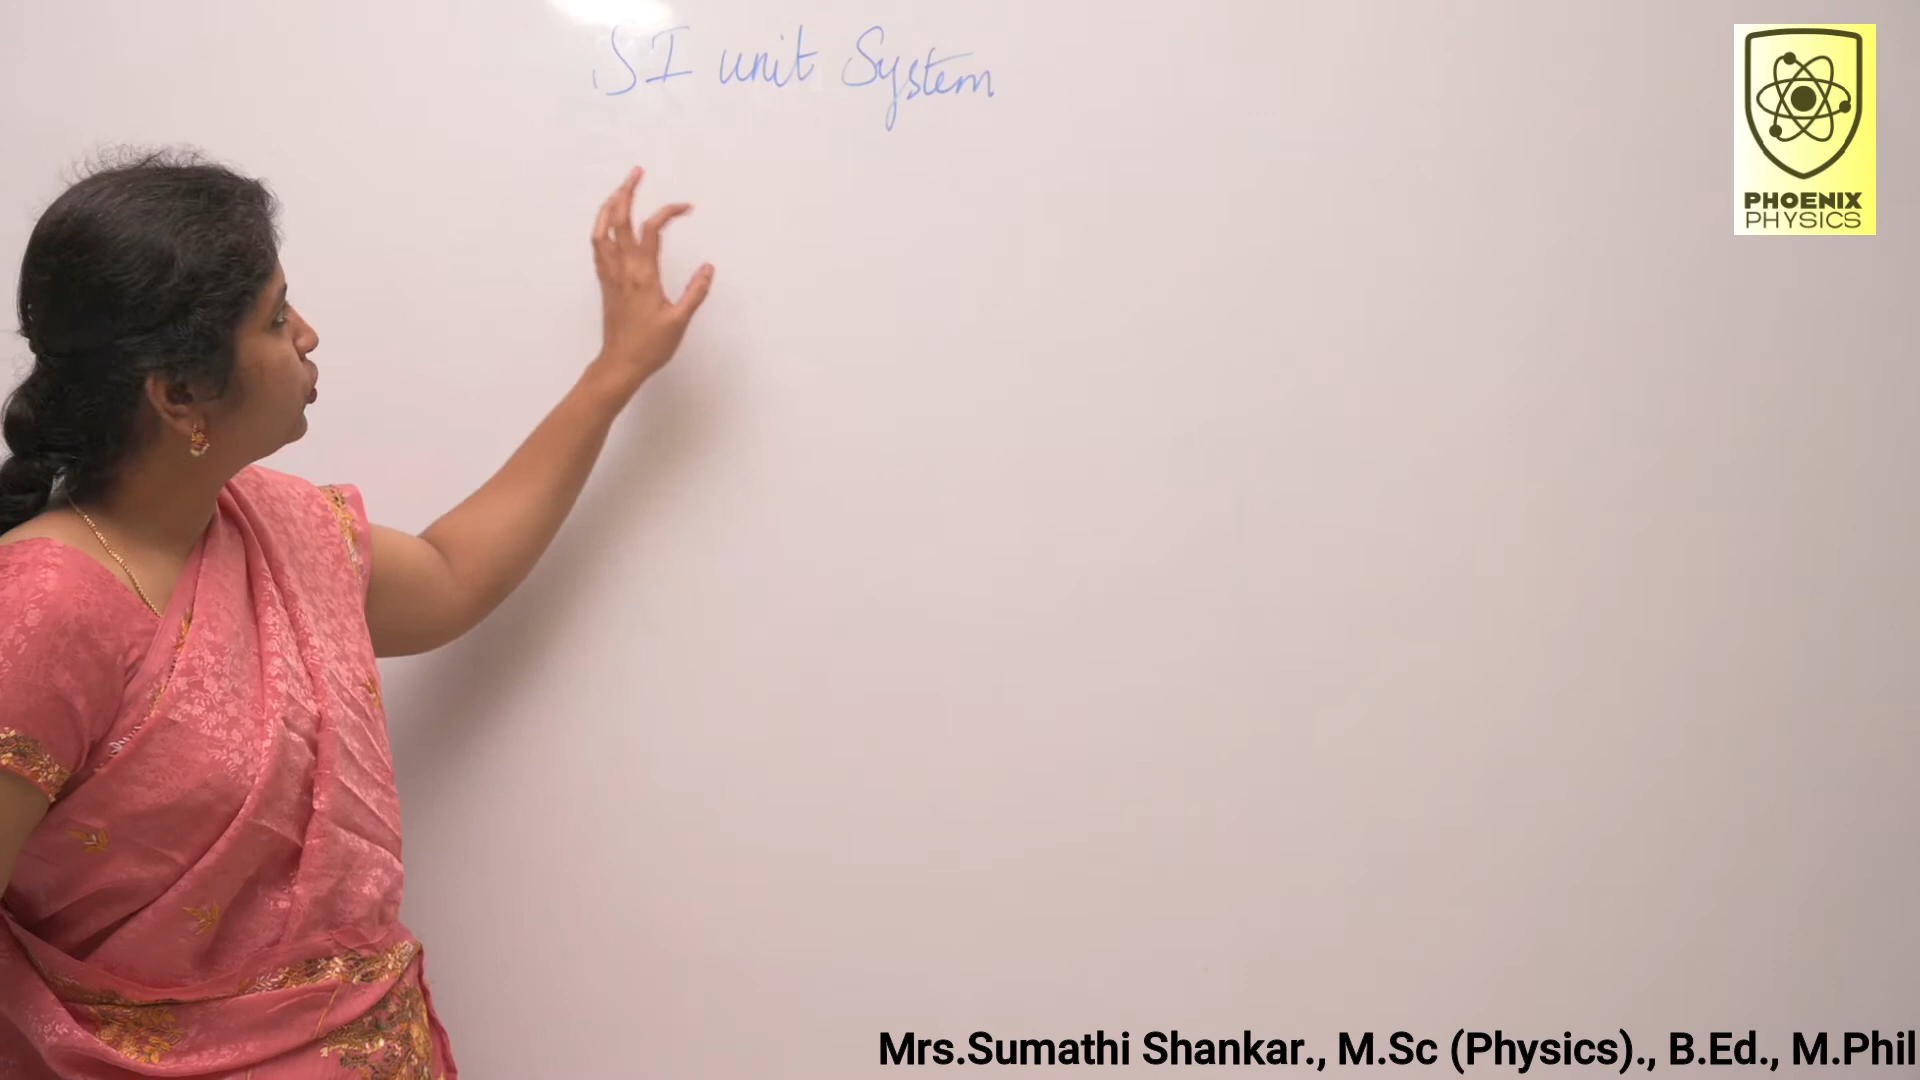 SI unit System
PHOENIX
PHYSICS
Mrs.Sumathi Shankar., M.Sc (Physics)., B.Ed., M.Phil